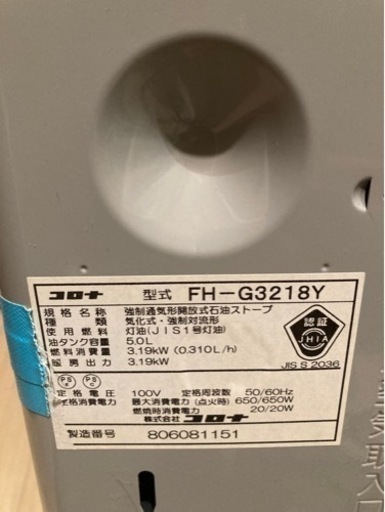 コロナ 型式 FH-G3218Y
規格名称 強制通気形開放式石油ストーブ
種類 気化式・強制対流形
使用燃料 灯油(JIS1号灯油)
油タンク容量 5.0L
燃料消費量 3.19kW (0.310L/h)
暖房出力 3.19kW
認証
JHIA
JIS S 2036
PS PS
定格電圧 100V 定格周波数 50/60Hz
定格消費電力 最大消費電力(点火時) 650/650W
燃焼時消費電力 20/20W
株式会社コロナ
製造番号 806081151
気取入口